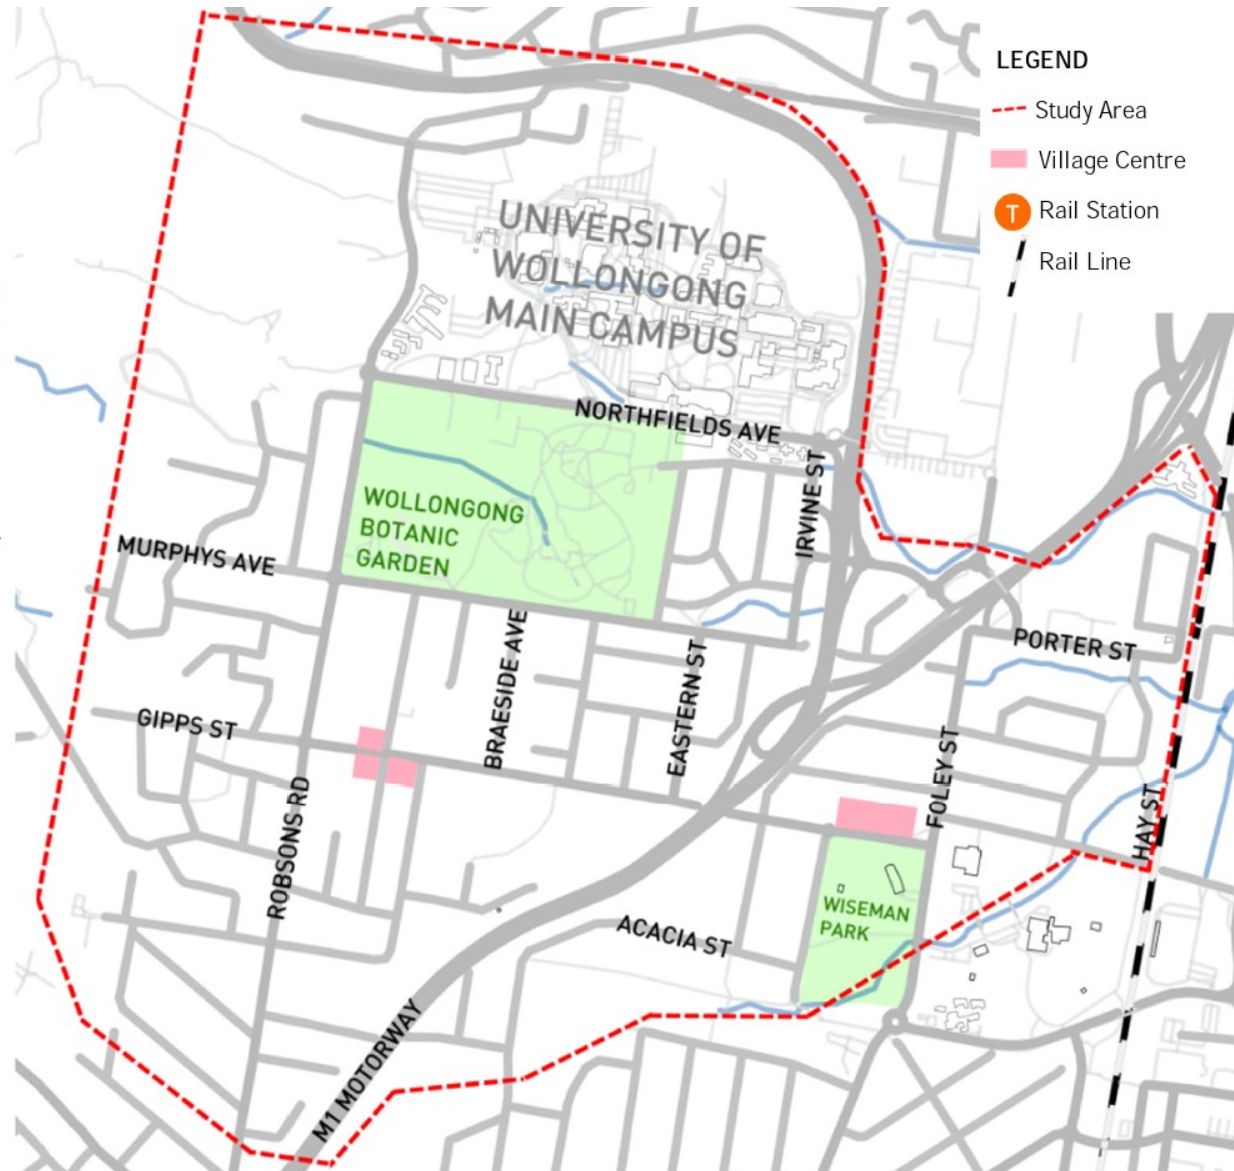 LEGEND
Study Area
Village Centre
T
Rail Station
Rail Line
UNIVERSITY OF
WOLLONGONG
MAIN CAMPUS
NORTHFIELDS AVE
IRVINE ST
WOLLONGONG
BOTANIC
GARDEN
MURPHYS AVE
PORTER ST
BRAESIDE AVE
EASTERN ST
GIPPS ST
FOLEY ST
HAY ST
ROBSONS RD
WISEMAN
PARK
ACACIA ST
M1 MOTORWAY